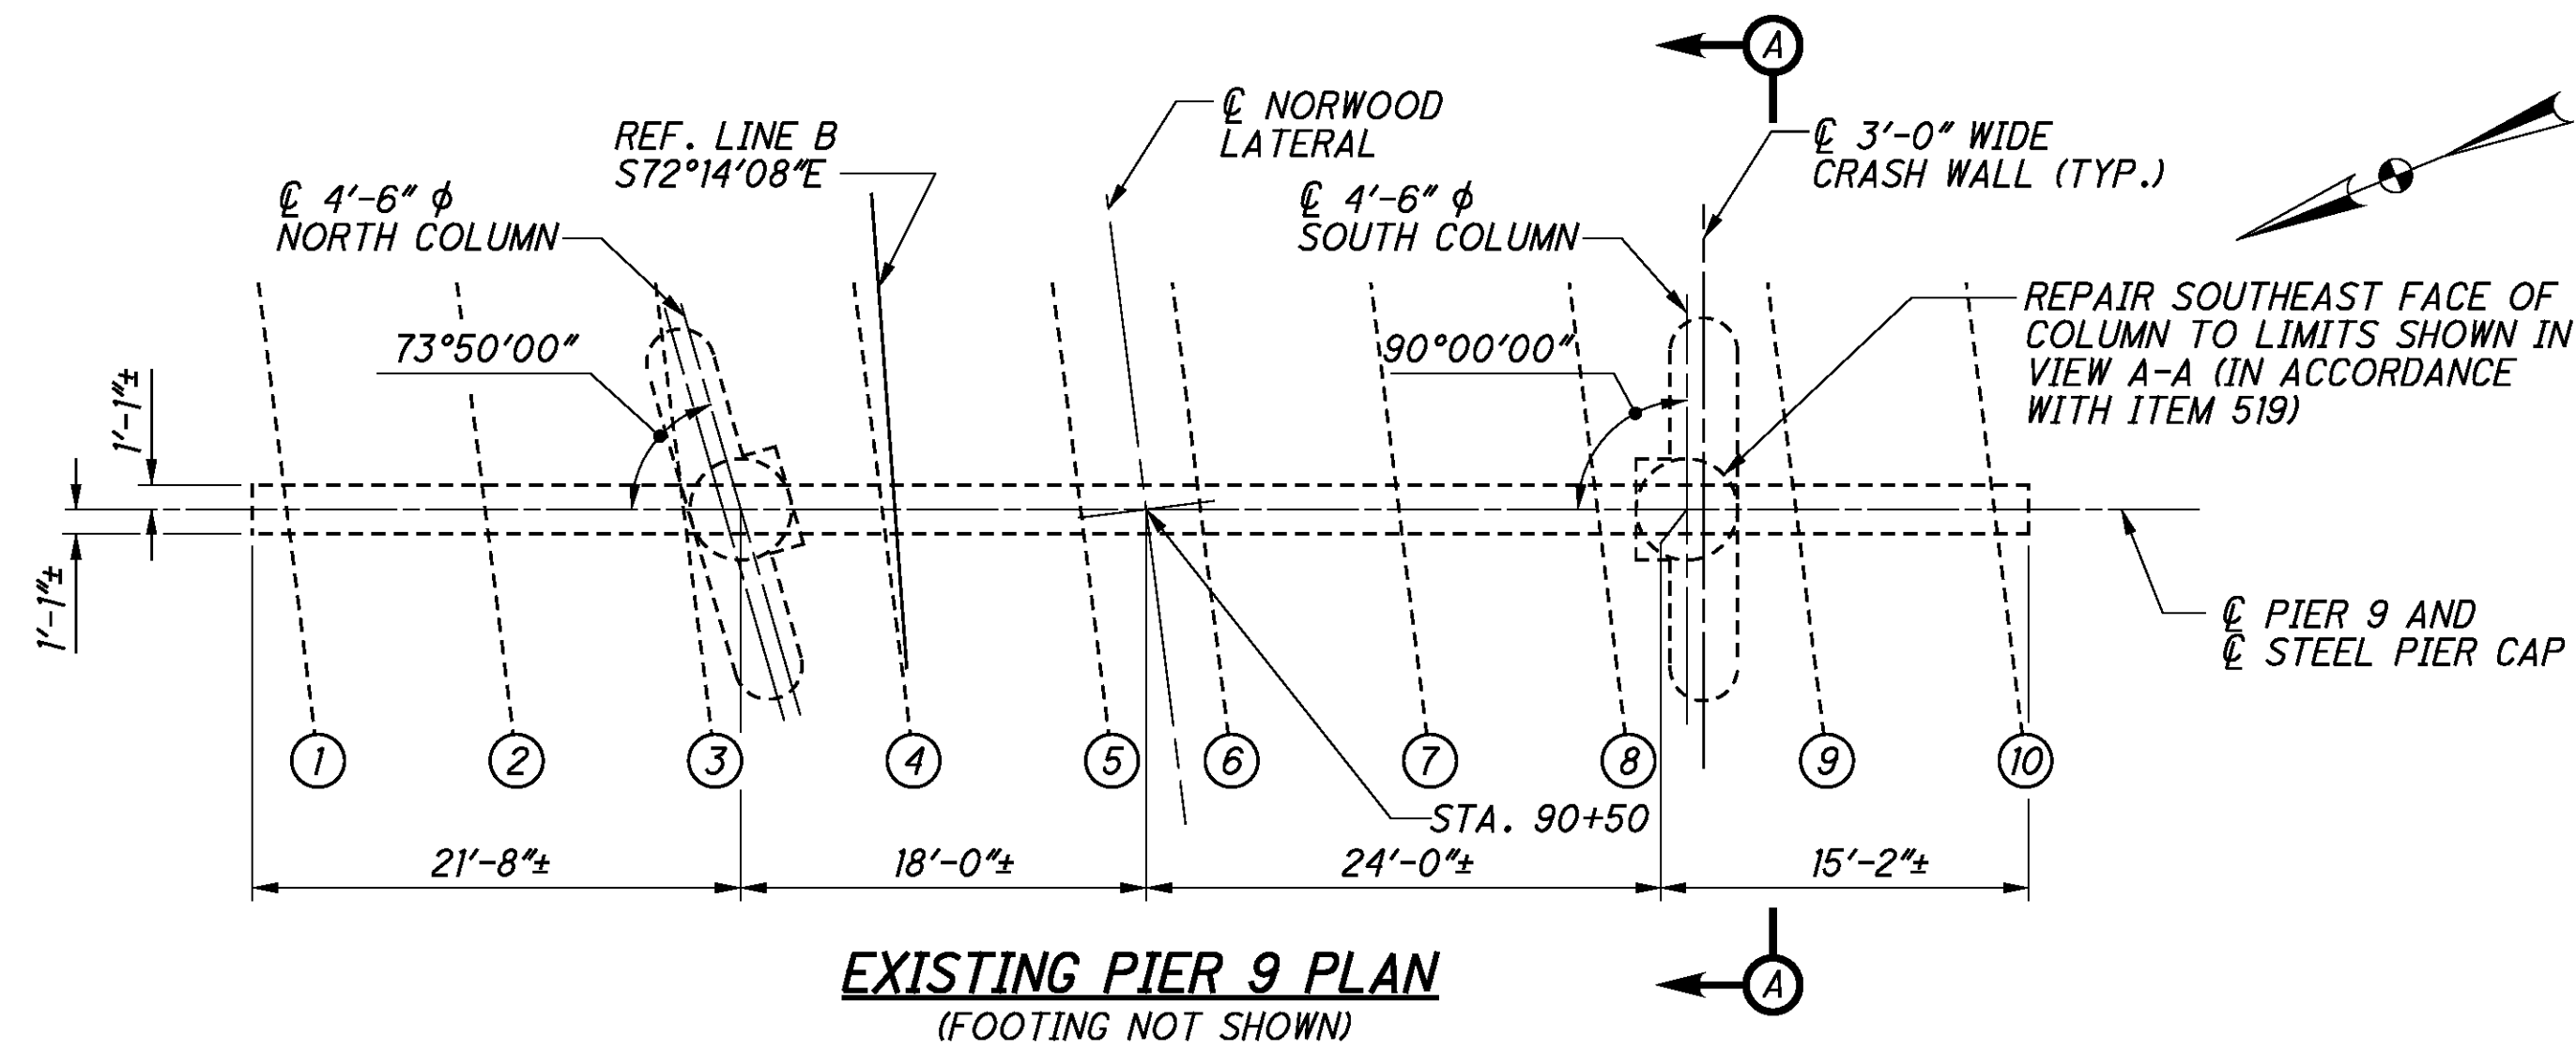 A
℄ NORWOOD
LATERAL
REF. LINE B
S72°14'08"E
℄ 3'-0" WIDE
CRASH WALL (TYP.)
℄ 4'-6" ϕ
NORTH COLUMN
℄ 4'-6" ϕ
SOUTH COLUMN
REPAIR SOUTHEAST FACE OF
COLUMN TO LIMITS SHOWN IN
VIEW A-A (IN ACCORDANCE
WITH ITEM 519)
73°50'00"
90°00'00"
1'-1"±
1'-1"±
℄ PIER 9 AND
℄ STEEL PIER CAP
1 2 3 4 5 6 7 8 9 10
STA. 90+50
21'-8"± 18'-0"± 24'-0"± 15'-2"±
EXISTING PIER 9 PLAN
(FOOTING NOT SHOWN)
A